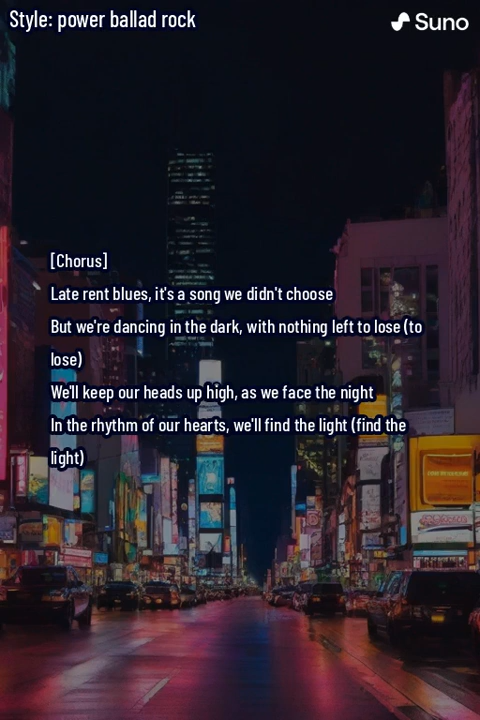 Style: power ballad rock
Suno
[Chorus]
Late rent blues, it's a song we didn't choose
But we're dancing in the dark, with nothing left to lose (to
lose)
We'll keep our heads up high, as we face the night
In the rhythm of our hearts, we'll find the light (find the
light)